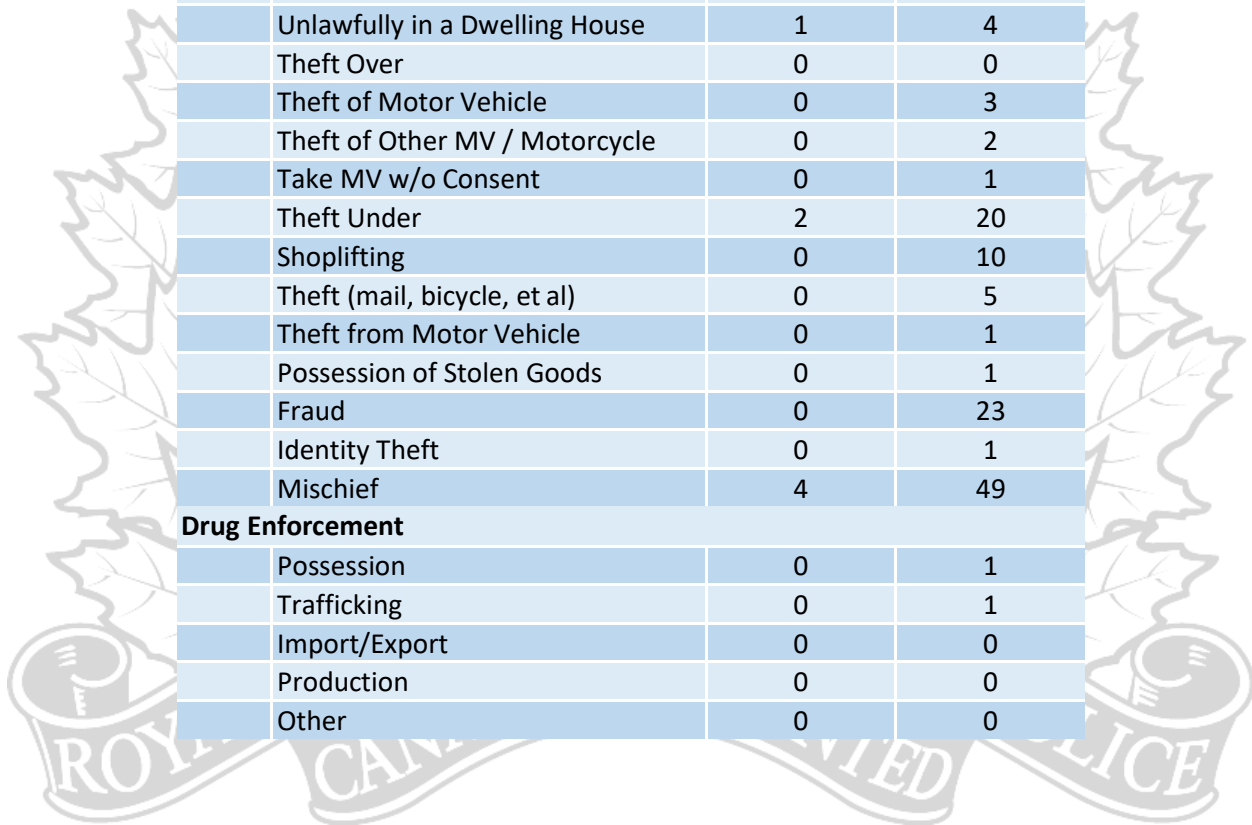 Unlawfully in a Dwelling House 1 4
Theft Over 0 0
Theft of Motor Vehicle 0 3
Theft of Other MV / Motorcycle 0 2
Take MV w/o Consent 0 1
Theft Under 2 20
Shoplifting 0 10
Theft (mail, bicycle, et al) 0 5
Theft from Motor Vehicle 0 1
Possession of Stolen Goods 0 1
Fraud 0 23
Identity Theft 0 1
Mischief 4 49
Drug Enforcement
Possession 0 1
Trafficking 0 1
Import/Export 0 0
Production 0 0
Other 0 0